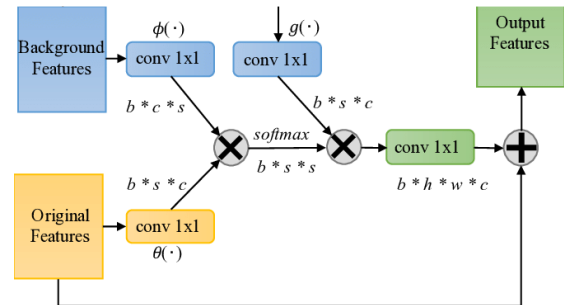 ϕ(·)
g(·)
Output
Features
Background
Features
conv 1x1
conv 1x1
b * c * s
b * s * c
softmax
b * s * s
conv 1x1
b * h * w * c
b * s * c
Original
Features
conv 1x1
θ(·)